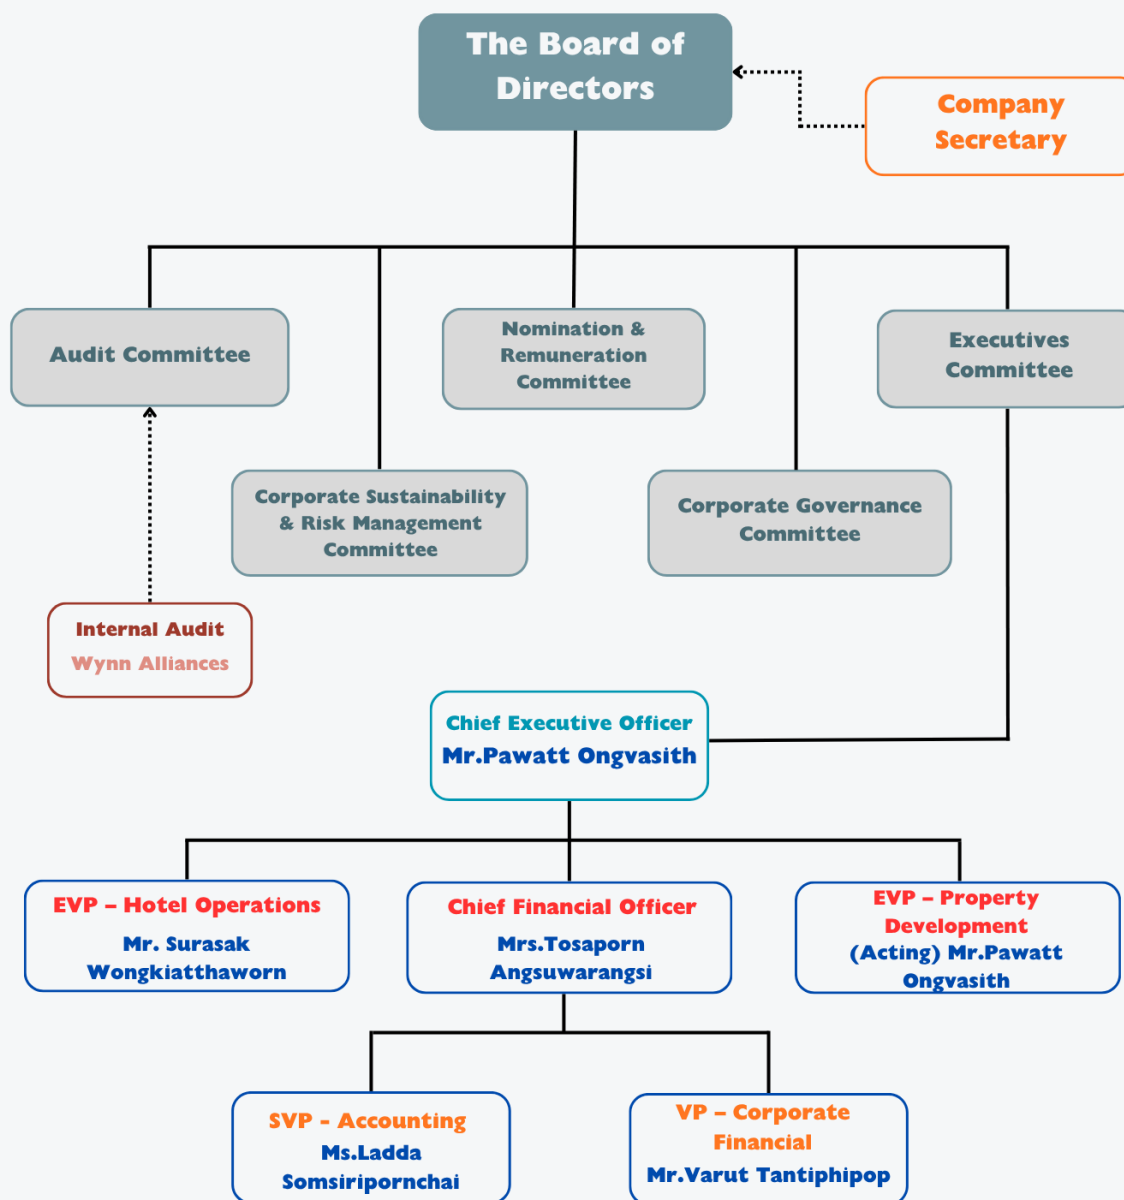 The Board of
Directors
Company
Secretary
Audit Committee
Nomination &
Remuneration
Committee
Executives
Committee
Corporate Sustainability
& Risk Management
Committee
Corporate Governance
Committee
Internal Audit
Wynn Alliances
Chief Executive Officer
Mr.Pawatt Ongvasith
EVP – Hotel Operations
Mr. Surasak
Wongkiatthaworn
Chief Financial Officer
Mrs.Tosaporn
Angsuwarangsi
EVP – Property
Development
(Acting) Mr.Pawatt
Ongvasith
SVP - Accounting
Ms.Ladda
Somsiripornchai
VP – Corporate
Financial
Mr.Varut Tantiphipop